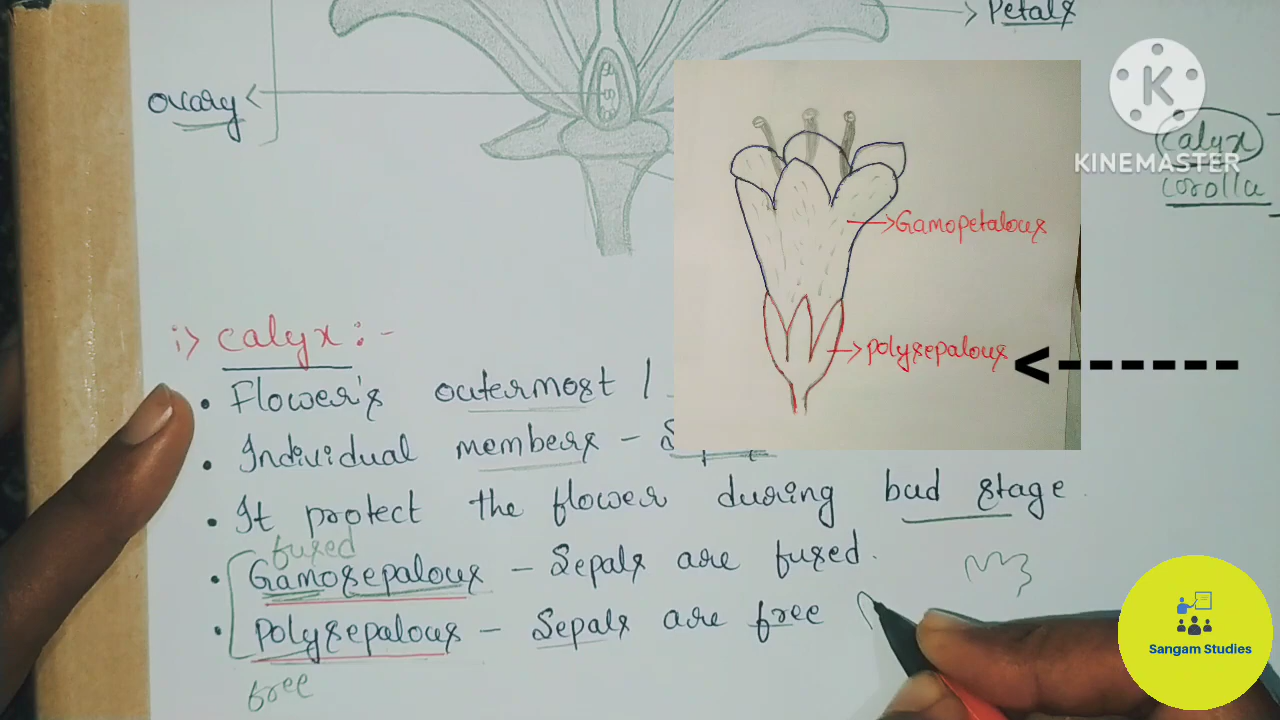 Petals
ovary
calyx
corolla
KINEMASTER
Gamopetalous
polysepalous
i) calyx :-
• Flower's outermost
• Individual members -
• It protect the flower during bud stage
fused
• Gamosepalous - Sepals are fused.
• polysepalous - Sepals are free
free
Sangam Studies